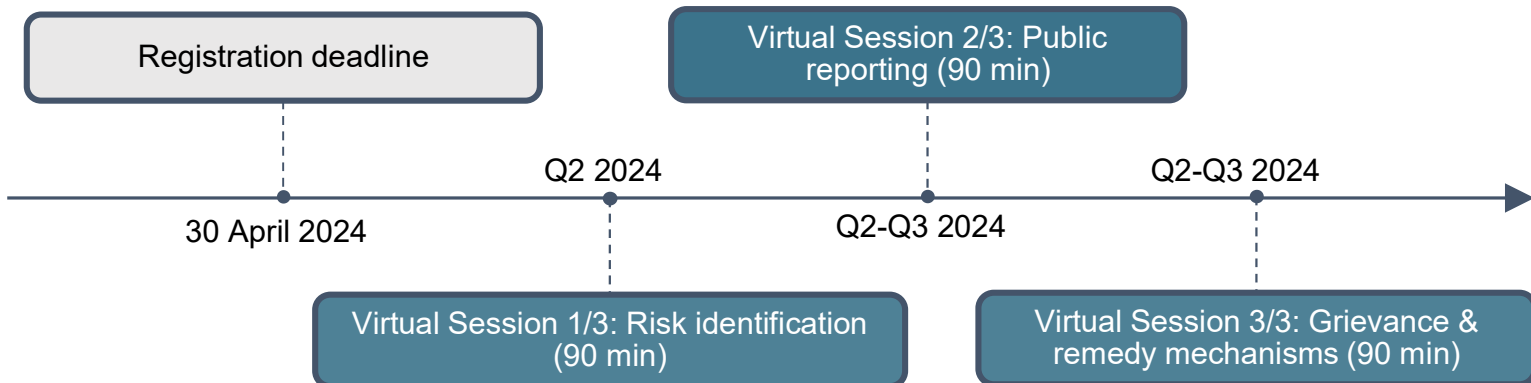 Registration deadline
Virtual Session 2/3: Public
reporting (90 min)
Q2 2024
Q2-Q3 2024
30 April 2024
Q2-Q3 2024
Virtual Session 1/3: Risk identification
(90 min)
Virtual Session 3/3: Grievance &
remedy mechanisms (90 min)